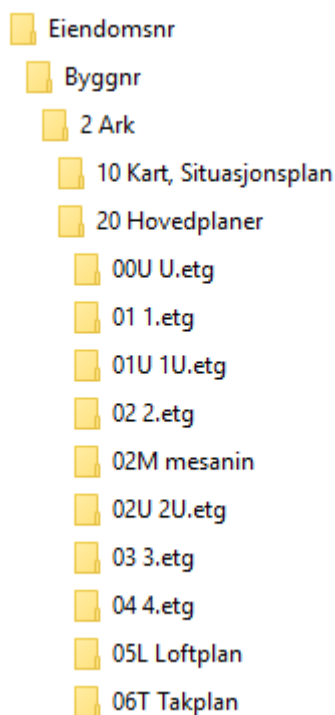 Eiendomsnr
Byggnr
2 Ark
10 Kart, Situasjonsplan
20 Hovedplaner
00U U.etg
01 1.etg
01U 1U.etg
02 2.etg
02M mesanin
02U 2U.etg
03 3.etg
04 4.etg
05L Loftplan
06T Takplan